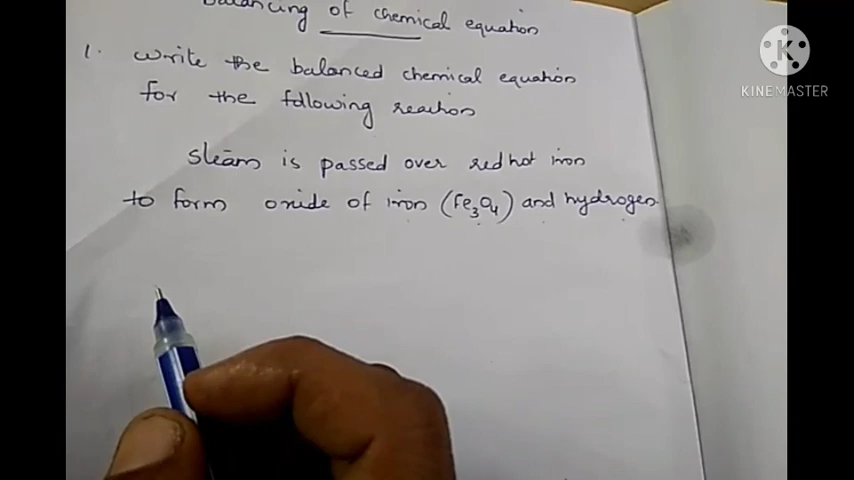 Balancing of chemical equation
1. Write the balanced chemical equation
for the following reaction
Steam is passed over red hot iron
to form oxide of iron (Fe₃O₄) and hydrogen
K
KINEMASTER